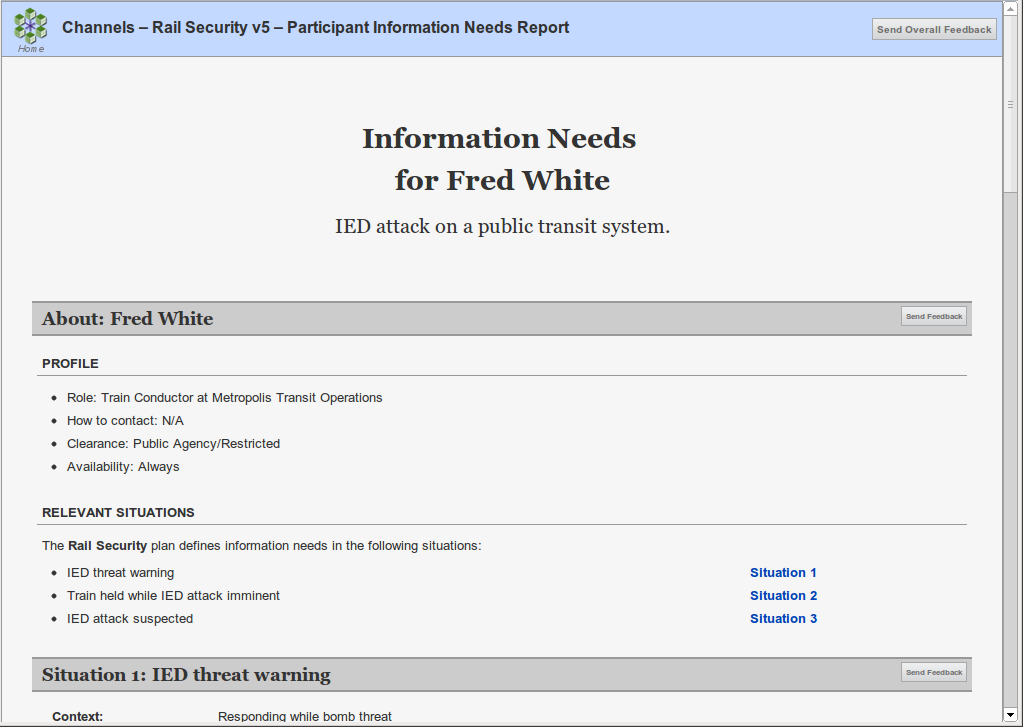 Home
Channels – Rail Security v5 – Participant Information Needs Report
Send Overall Feedback
Information Needs
for Fred White
IED attack on a public transit system.
About: Fred White
Send Feedback
PROFILE
Role: Train Conductor at Metropolis Transit Operations
How to contact: N/A
Clearance: Public Agency/Restricted
Availability: Always
RELEVANT SITUATIONS
The Rail Security plan defines information needs in the following situations:
IED threat warning Situation 1
Train held while IED attack imminent Situation 2
IED attack suspected Situation 3
Situation 1: IED threat warning
Send Feedback
Context: Responding while bomb threat